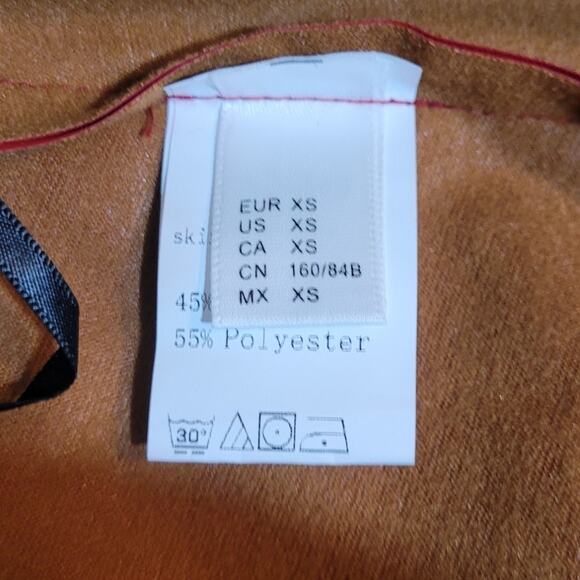 EUR XS
US XS
CA XS
CN 160/84B
MX XS
45%
55% Polyester
30°